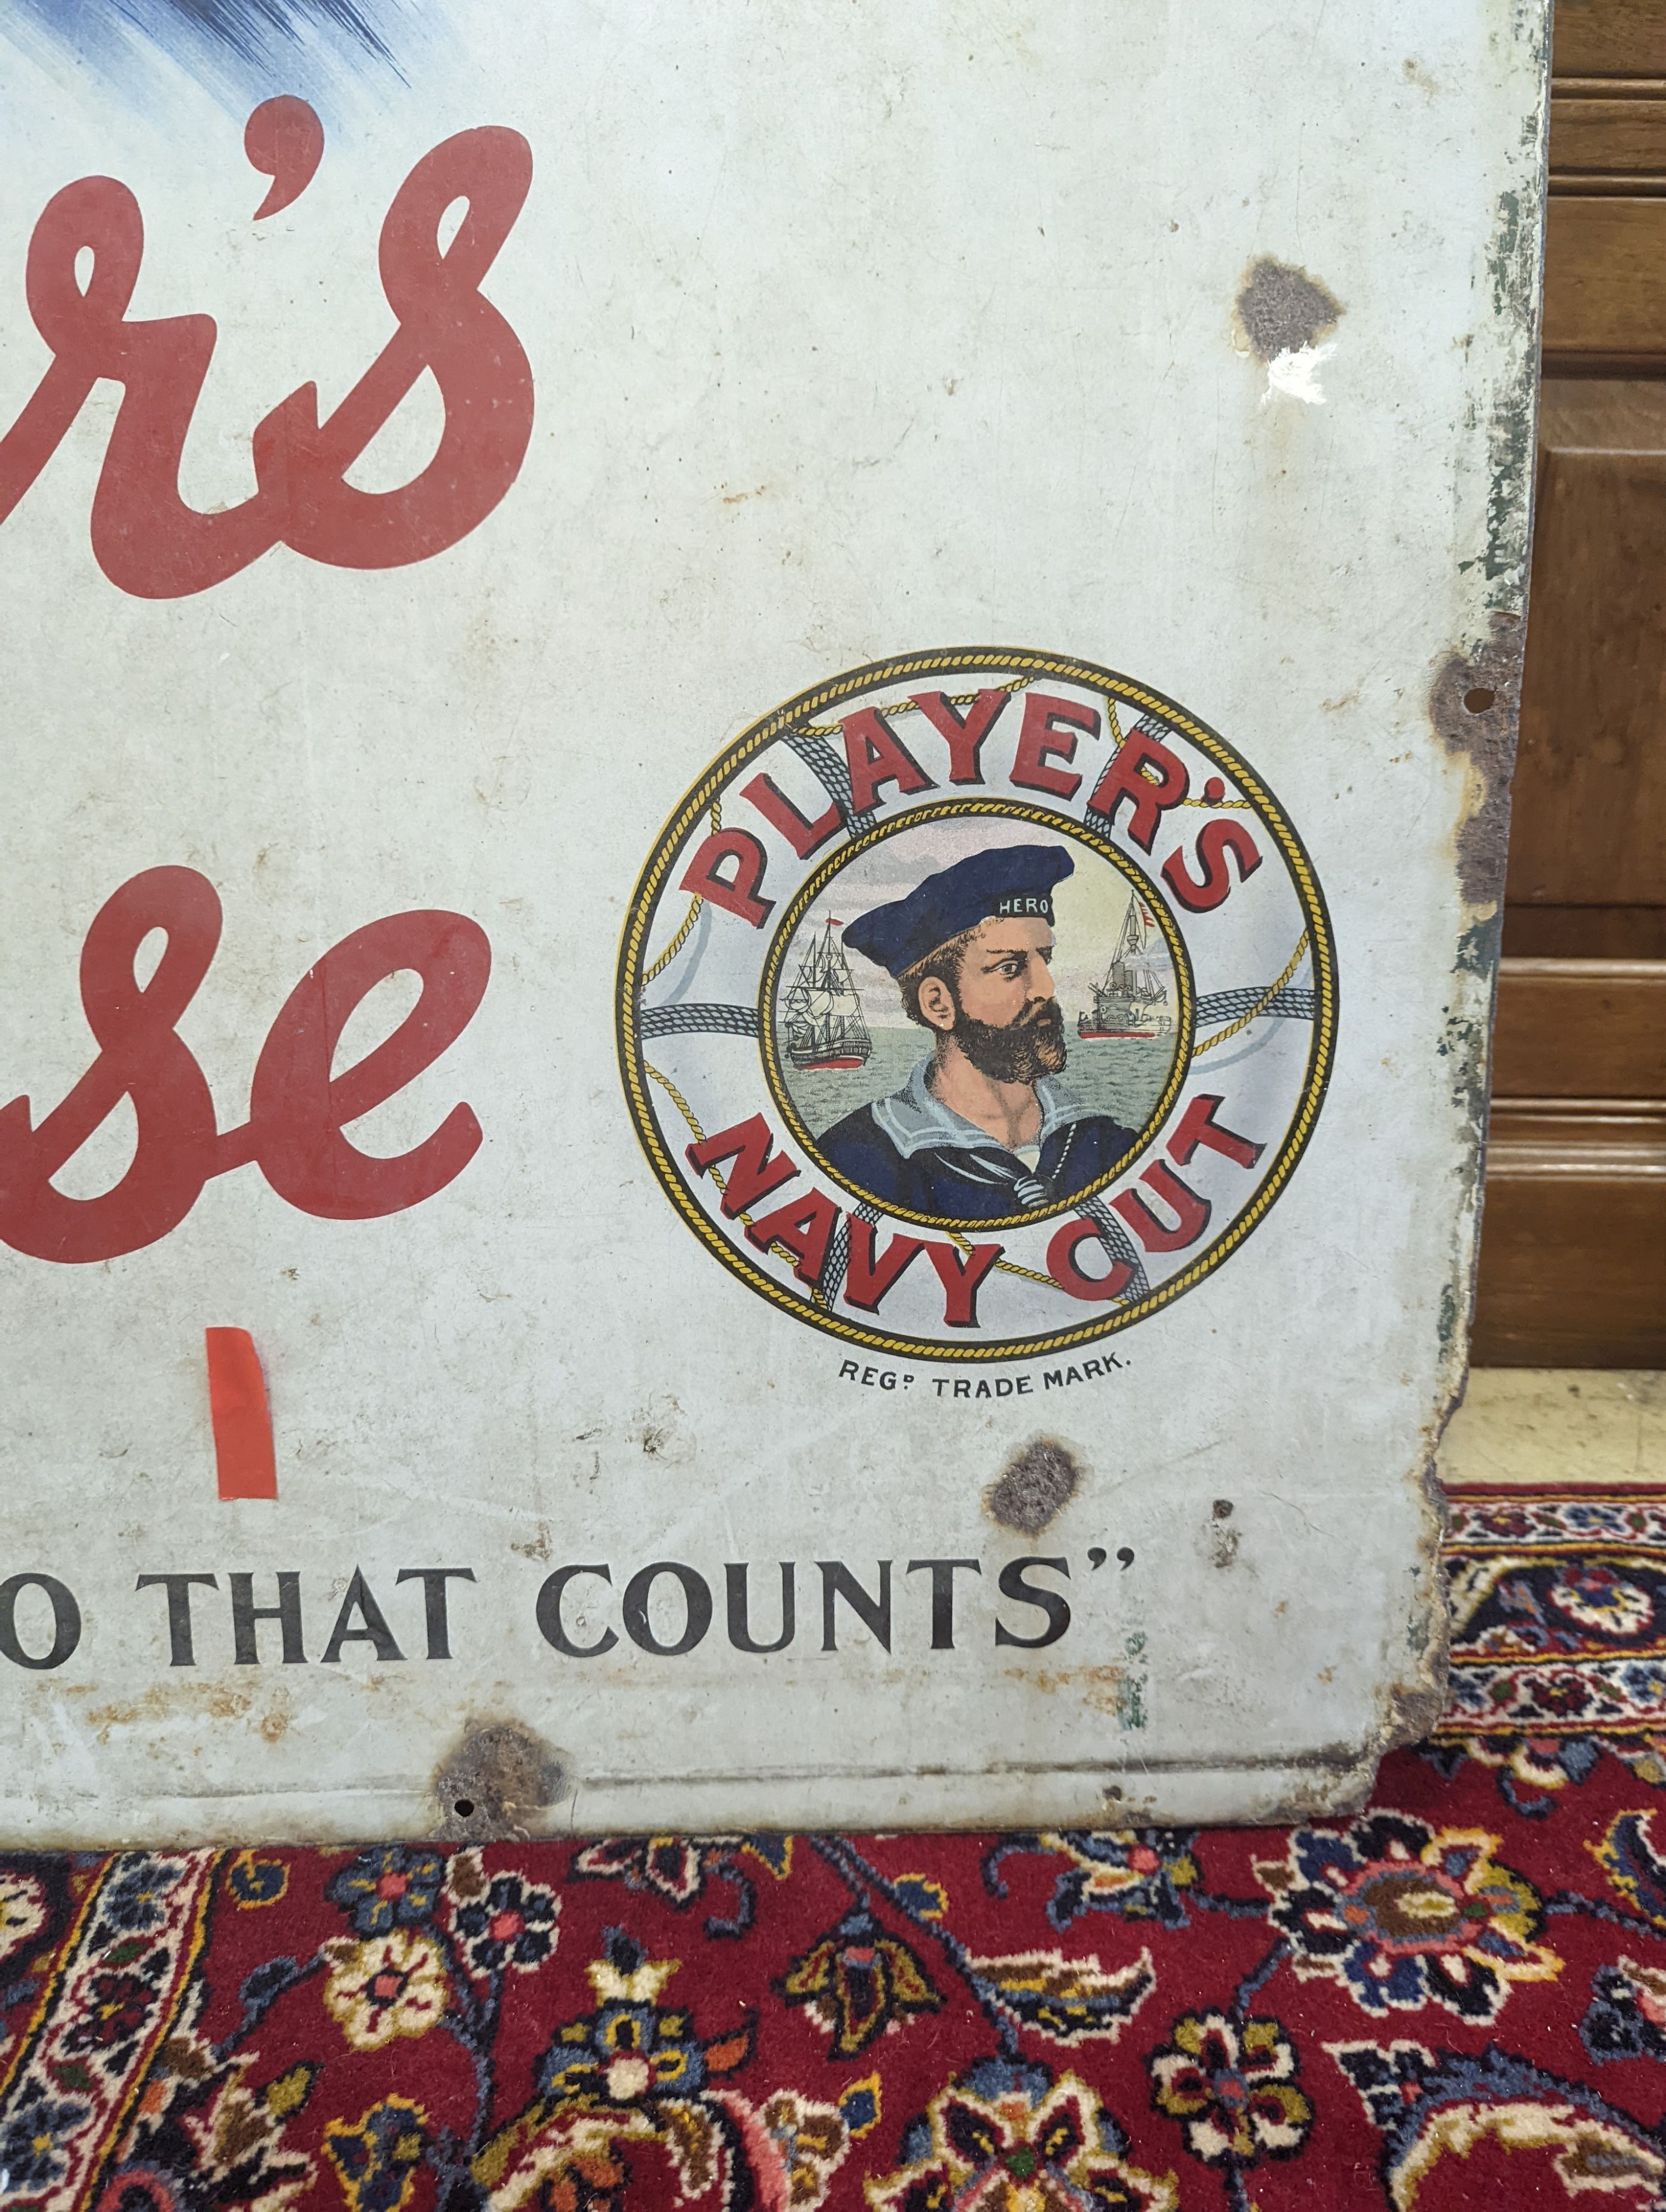 r's
se
PLAYER'S
HERO
NAVY CUT
REGD TRADE MARK.
O THAT COUNTS”